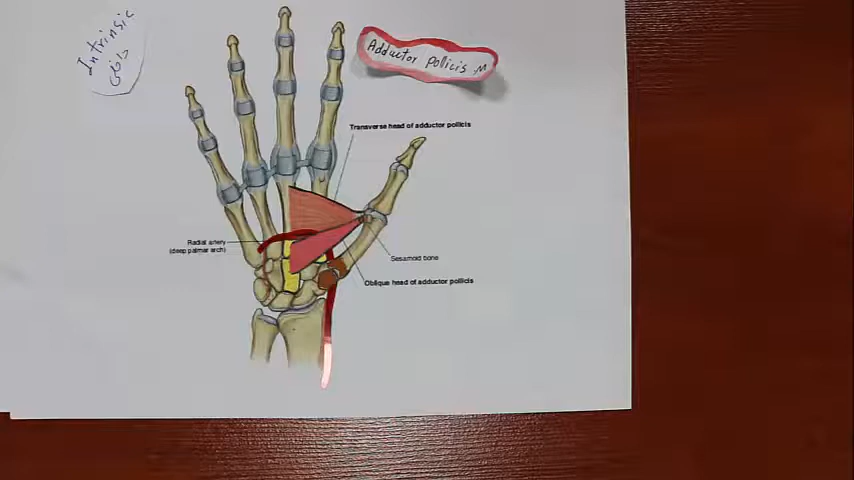 Intrinsic
Adductor pollicis .M
Transverse head of adductor pollicis
Radial artery
(deep palmar arch)
Sesamoid bone
Oblique head of adductor pollicis